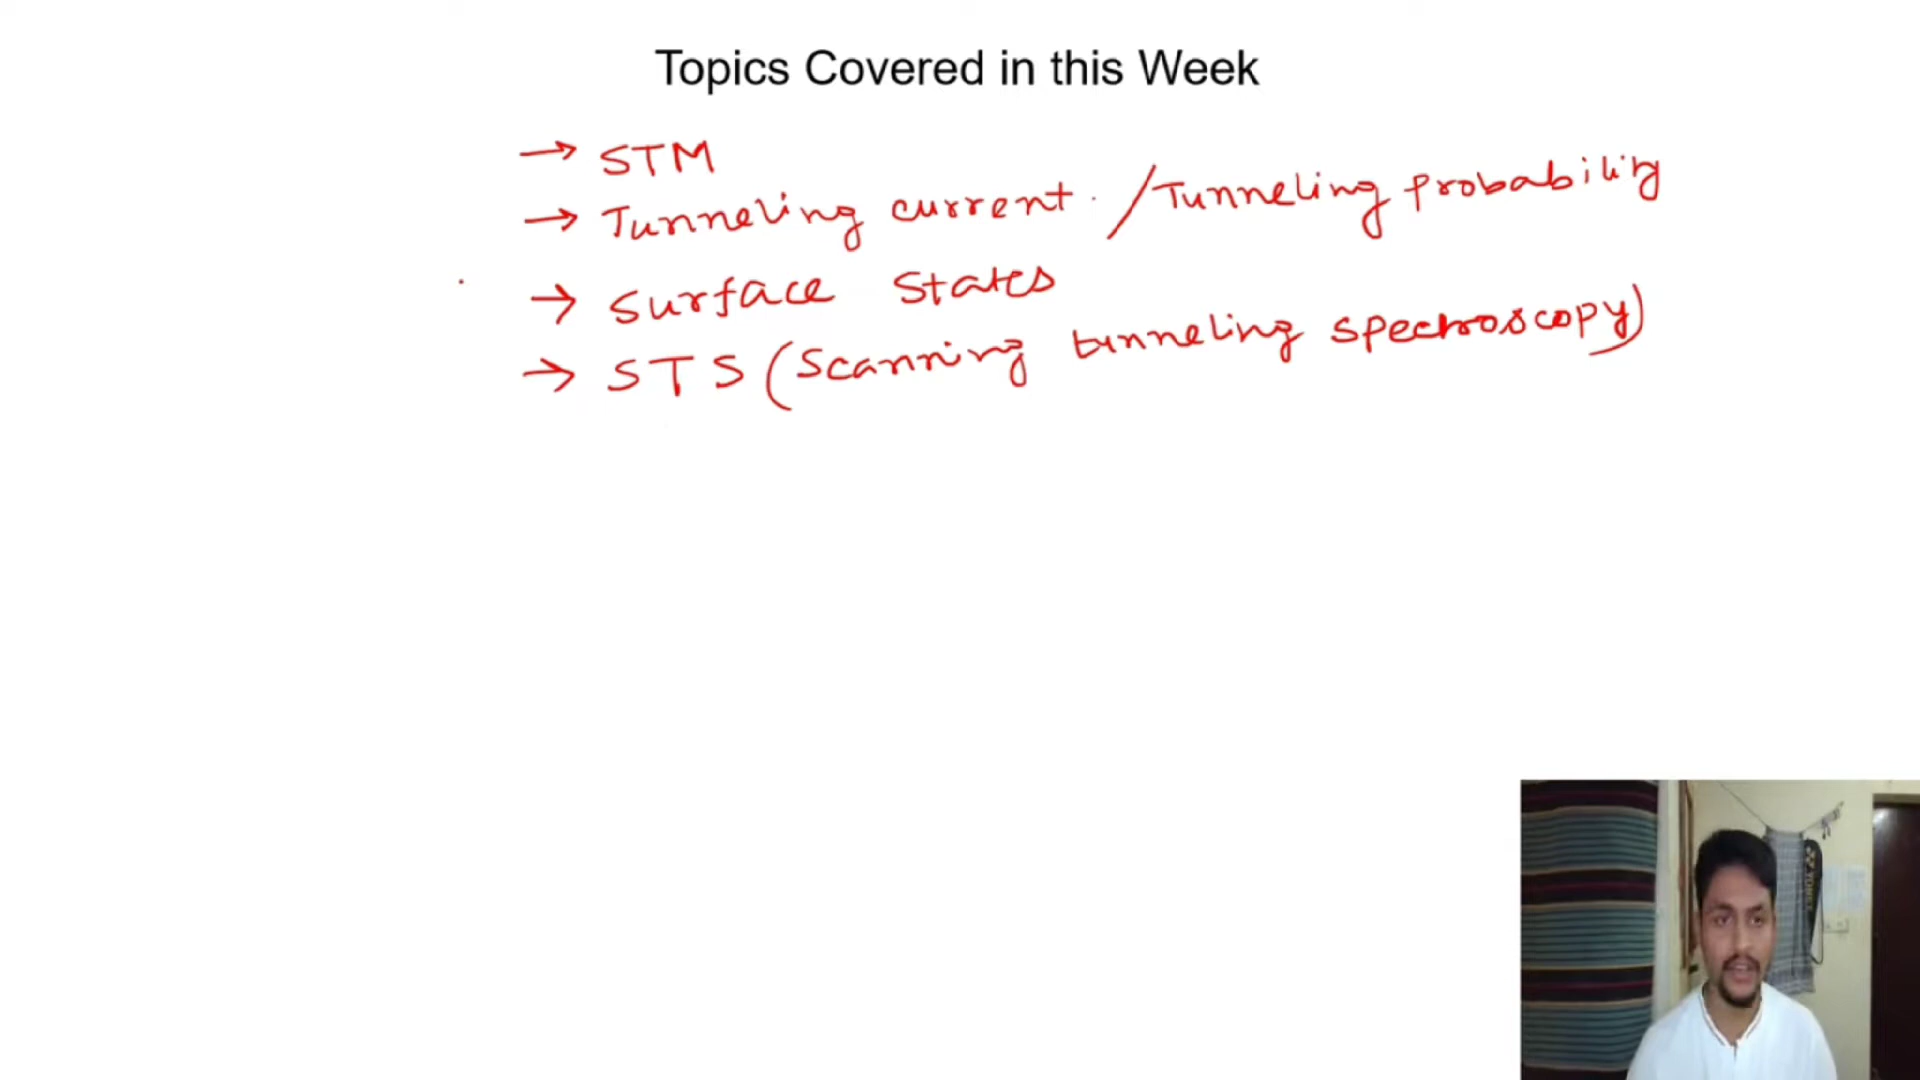 Topics Covered in this Week
→ STM
→ Tunneling current. / Tunneling probability
→ Surface States
→ STS (Scanning tunneling spectroscopy)